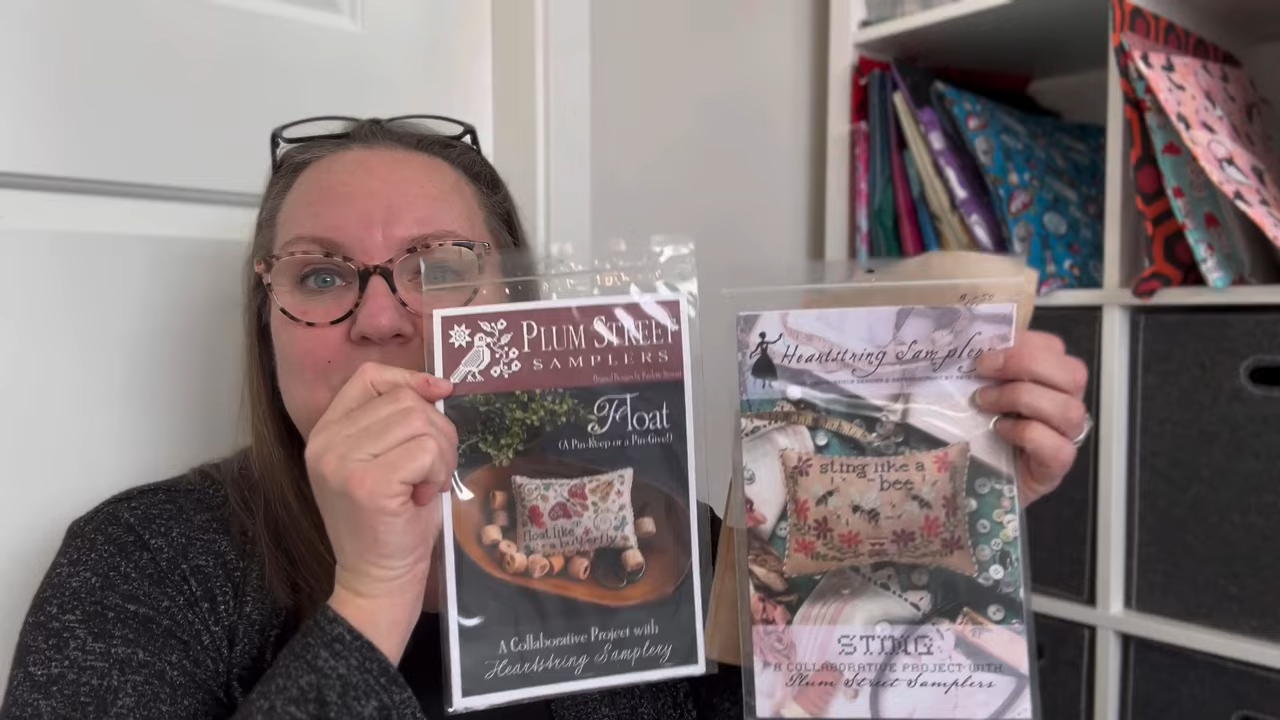 PLUM STREET
SAMPLERS
Float
(A Pin-Keep or a Pin-Give!)
float like
a butterfly
A Collaborative Project with
Heartstring Samplery
Heartstring Samplery
sting like a
bee
STING
A COLLABORATIVE PROJECT WITH
Plum Street Samplers